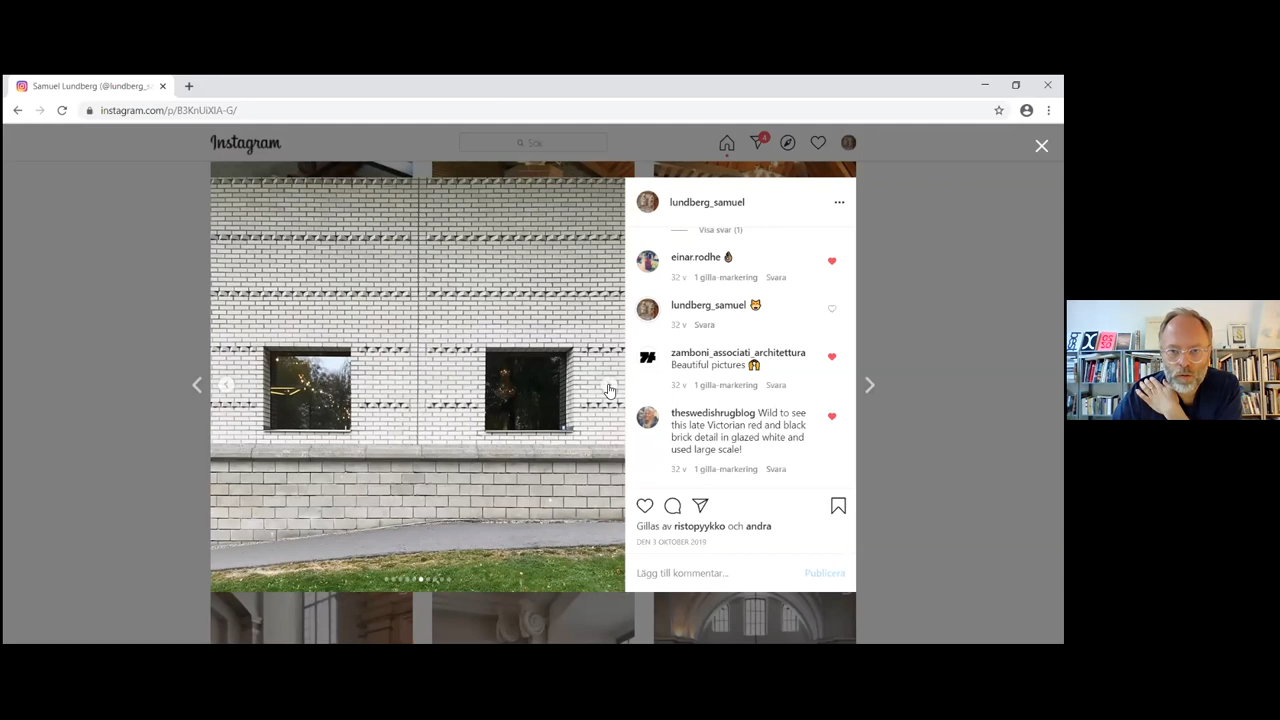 Samuel Lundberg (@lundberg_s
instagram.com/p/B3KnUiXIA-G/
Instagram
Sök
4
lundberg_samuel
Visa svar (1)
einar.rodhe
32 v 1 gilla-markering Svara
lundberg_samuel
32 v Svara
zamboni_associati_architettura
Beautiful pictures
32 v 1 gilla-markering Svara
theswedishrugblog Wild to see
this late Victorian red and black
brick detail in glazed white and
used large scale!
32 v 1 gilla-markering Svara
Gillas av ristopyykko och andra
DEN 3 OKTOBER 2019
Lägg till kommentar... Publicera